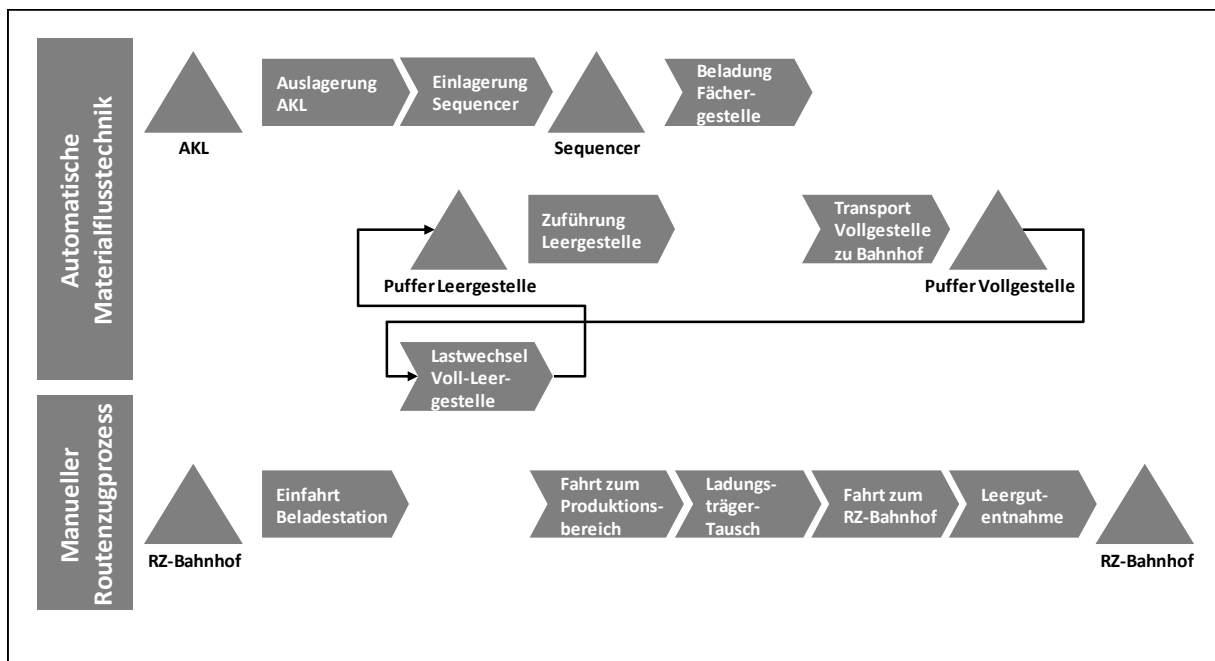 Automatische
Materialflusstechnik
AKL
Auslagerung
AKL
Einlagerung
Sequencer
Sequencer
Beladung
Fächer-
gestelle
Puffer Leergestelle
Zuführung
Leergestelle
Transport
Vollgestelle
zu Bahnhof
Puffer Vollgestelle
Lastwechsel
Voll-Leer-
gestelle
Manueller
Routenzugprozess
RZ-Bahnhof
Einfahrt
Beladestation
Fahrt zum
Produktions-
bereich
Ladungs-
träger-
Tausch
Fahrt zum
RZ-Bahnhof
Leergut-
entnahme
RZ-Bahnhof